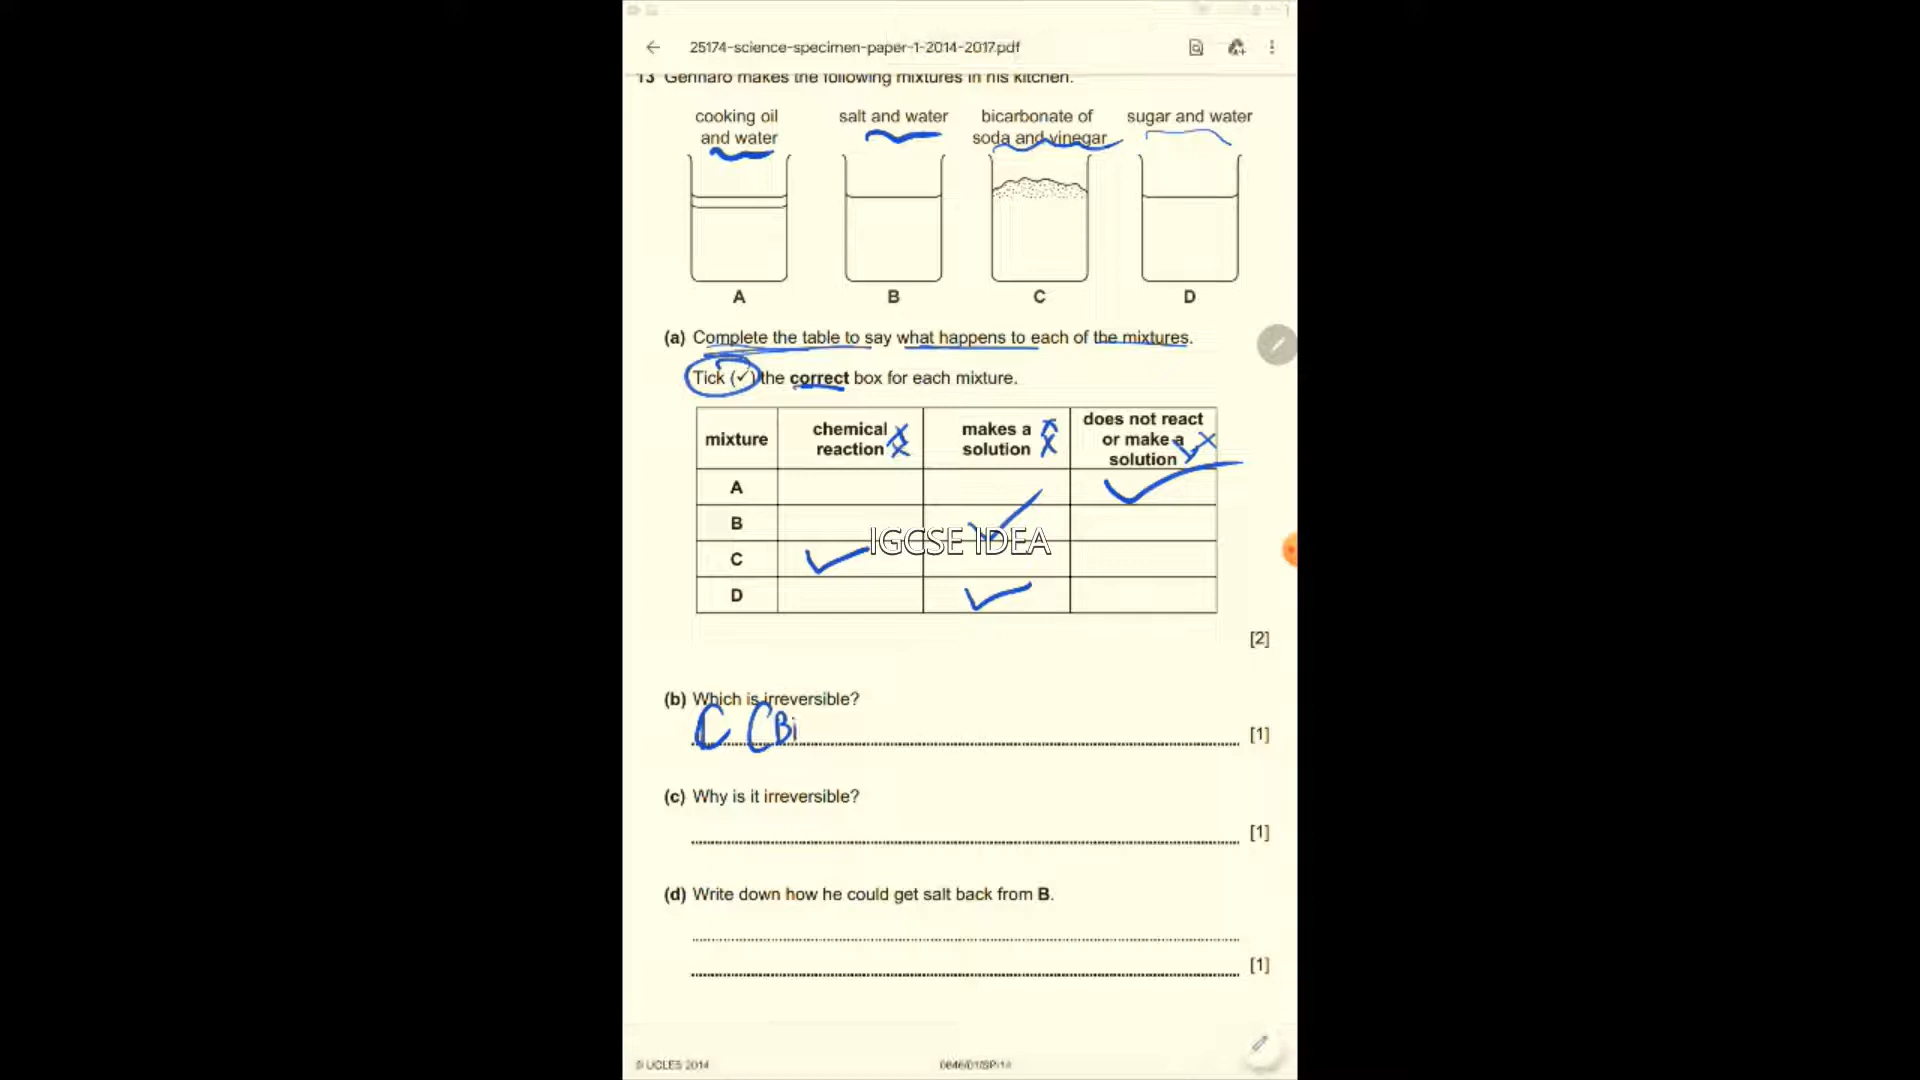 25174-science-specimen-paper-1-2014-2017.pdf
13 Gennaro makes the following mixtures in his kitchen.
cooking oil and water
salt and water
bicarbonate of soda and vinegar
sugar and water
A B C D
(a) Complete the table to say what happens to each of the mixtures.
Tick (✓) the correct box for each mixture.
mixture
chemical reaction
makes a solution
does not react or make a solution
A
B
IGCSE IDEA
C
D
[2]
(b) Which is irreversible?
C (Bi
[1]
(c) Why is it irreversible?
[1]
(d) Write down how he could get salt back from B.
[1]
© UCLES 2014 0846/01/SP/14